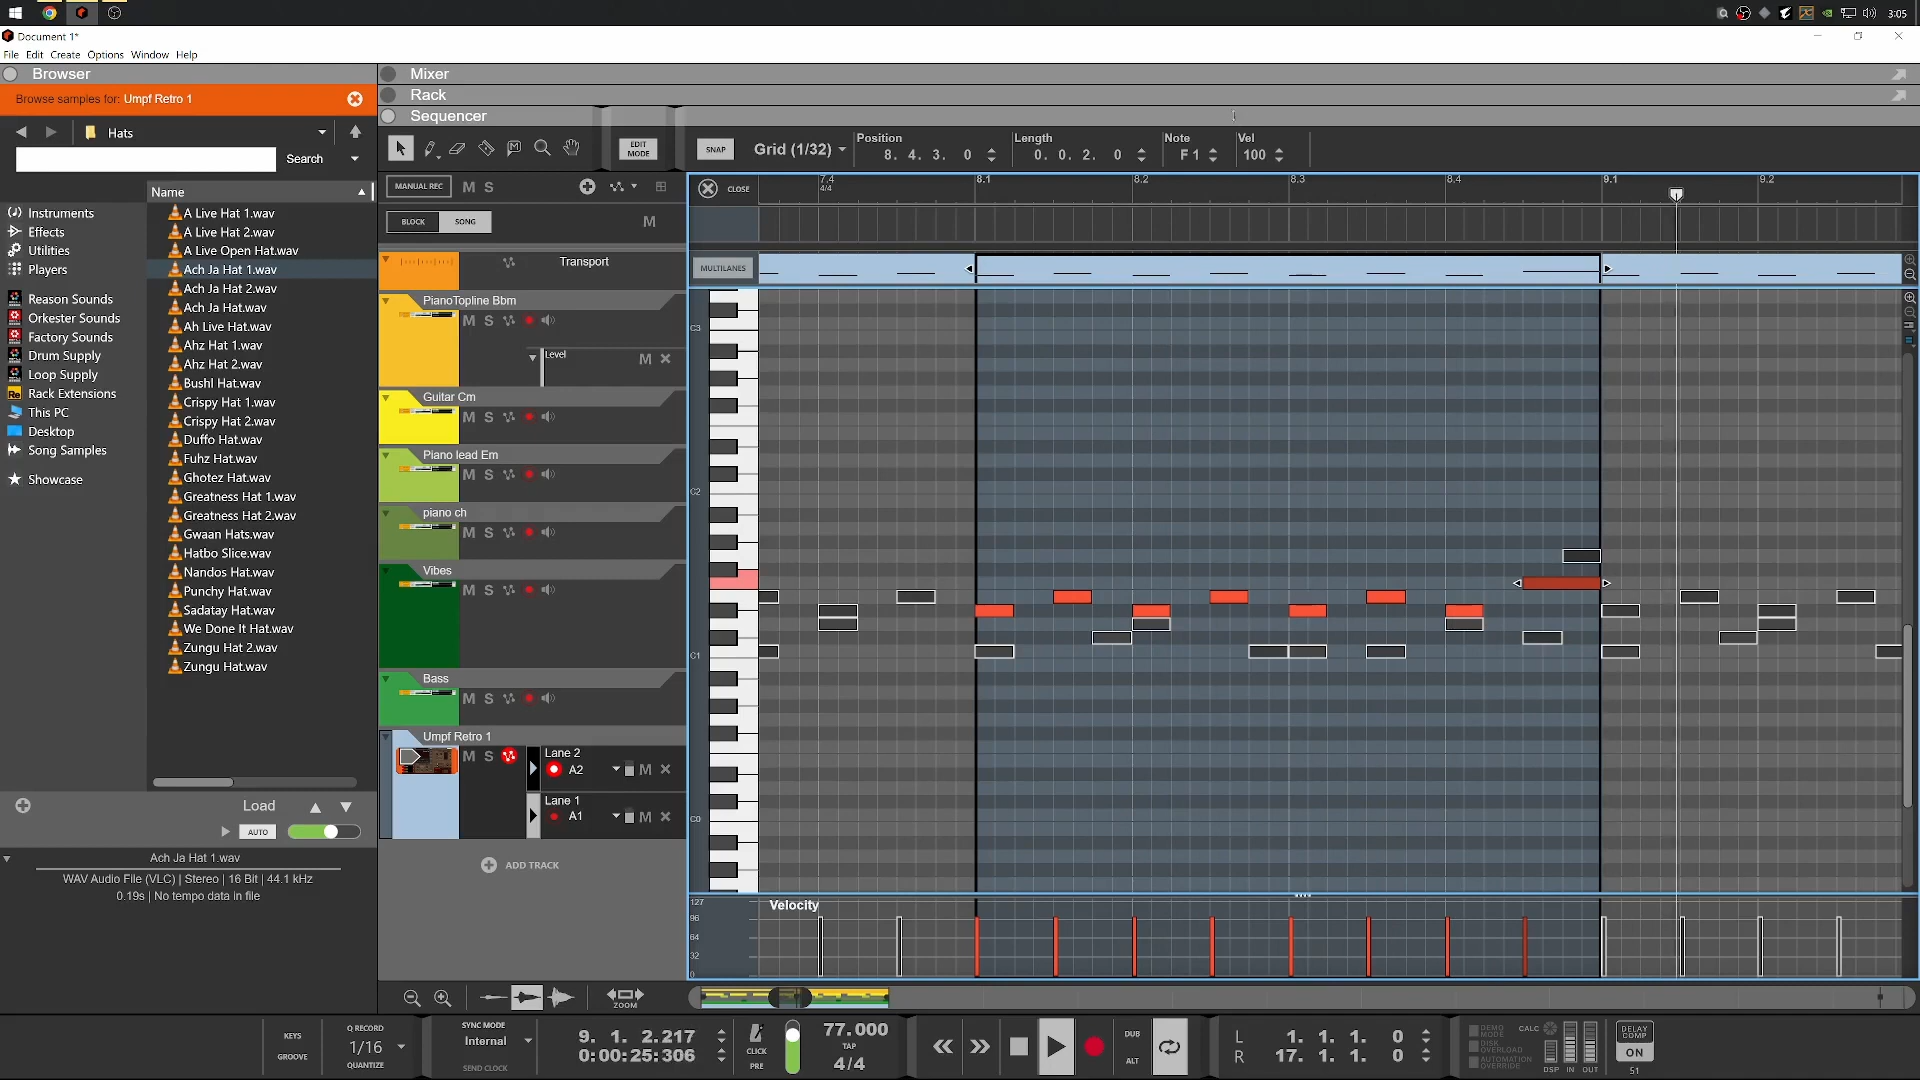 3:05
Document 1*
File Edit Create Options Window Help
Browser
Browse samples for: Umpf Retro 1
Hats
Search
Name
Instruments
Effects
Utilities
Players
Reason Sounds
Orkester Sounds
Factory Sounds
Drum Supply
Loop Supply
Rack Extensions
This PC
Desktop
Song Samples
Showcase
A Live Hat 1.wav
A Live Hat 2.wav
A Live Open Hat.wav
Ach Ja Hat 1.wav
Ach Ja Hat 2.wav
Ach Ja Hat.wav
Ah Live Hat.wav
Ahz Hat 1.wav
Ahz Hat 2.wav
Bushl Hat.wav
Crispy Hat 1.wav
Crispy Hat 2.wav
Duffo Hat.wav
Fuhz Hat.wav
Ghotez Hat.wav
Greatness Hat 1.wav
Greatness Hat 2.wav
Gwaan Hats.wav
Hatbo Slice.wav
Nandos Hat.wav
Punchy Hat.wav
Sadatay Hat.wav
We Done It Hat.wav
Zungu Hat 2.wav
Zungu Hat.wav
Load
AUTO
Ach Ja Hat 1.wav
WAV Audio File (VLC) | Stereo | 16 Bit | 44.1 kHz
0.19s | No tempo data in file
Mixer
Rack
Sequencer
EDIT MODE
SNAP
Grid (1/32)
Position
8. 4. 3. 0
Length
0. 0. 2. 0
Note
F 1
Vel
100
MANUAL REC M S
BLOCK SONG M
Transport
PianoTopline Bbm
M S
Level M
Guitar Cm
M S
Piano lead Em
M S
piano ch
M S
Vibes
M S
Bass
M S
Umpf Retro 1
M S
Lane 2
A2 M
Lane 1
A1 M
ADD TRACK
CLOSE
7.4 8.1 8.2 8.3 8.4 9.1 9.2
4/4
MULTILANES
C3
C2
C1
C0
Velocity
127
96
64
32
0
ZOOM
KEYS
GROOVE
Q RECORD
1/16
QUANTIZE
SYNC MODE
Internal
SEND CLOCK
9. 1. 2.217
0:00:25:306
CLICK
PRE
77.000
TAP
4/4
DUB
ALT
L 1. 1. 1. 0
R 17. 1. 1. 0
DEMO MODE
DISK OVERLOAD
AUTOMATION OVERRIDE
CALC
DSP IN OUT
DELAY COMP
ON
51